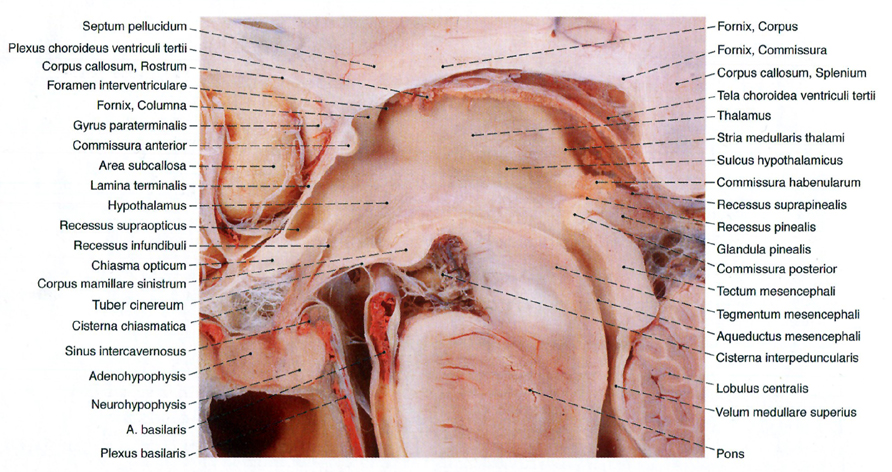 Septum pellucidum
Plexus choroideus ventriculi tertii
Corpus callosum, Rostrum
Foramen interventriculare
Fornix, Columna
Gyrus paraterminalis
Commissura anterior
Area subcallosa
Lamina terminalis
Hypothalamus
Recessus supraopticus
Recessus infundibuli
Chiasma opticum
Corpus mamillare sinistrum
Tuber cinereum
Cisterna chiasmatica
Sinus intercavernosus
Adenohypophysis
Neurohypophysis
A. basilaris
Plexus basilaris
Fornix, Corpus
Fornix, Commissura
Corpus callosum, Splenium
Tela choroidea ventriculi tertii
Thalamus
Stria medullaris thalami
Sulcus hypothalamicus
Commissura habenularum
Recessus suprapinealis
Recessus pinealis
Glandula pinealis
Commissura posterior
Tectum mesencephali
Tegmentum mesencephali
Aqueductus mesencephali
Cisterna interpeduncularis
Lobulus centralis
Velum medullare superius
Pons